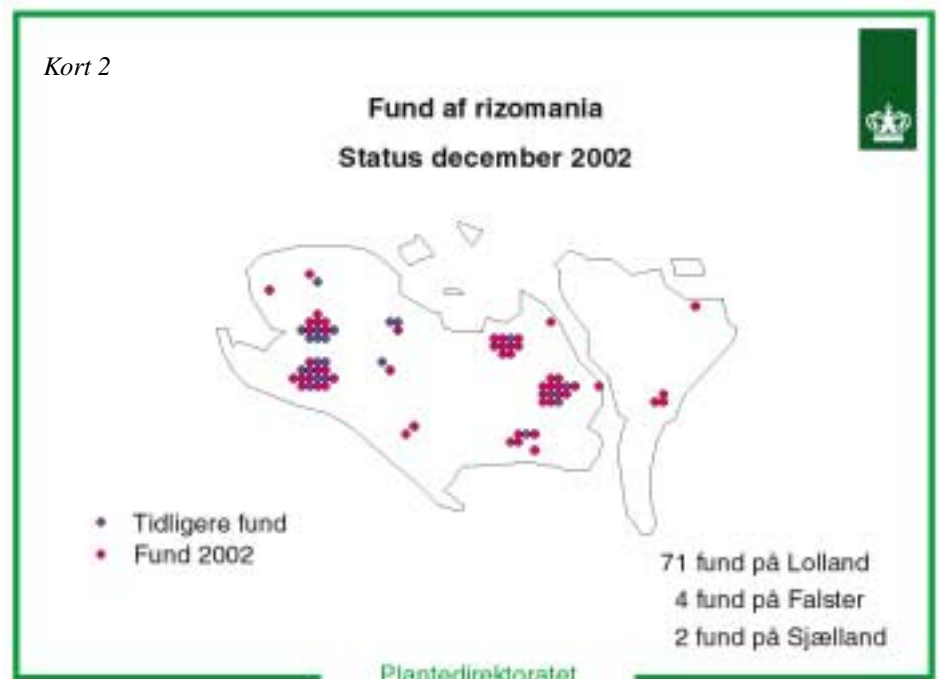 Kort 2
Fund af rizomania
Status december 2002
Tidligere fund
Fund 2002
71 fund på Lolland
4 fund på Falster
2 fund på Sjælland
Plantedirektoratet